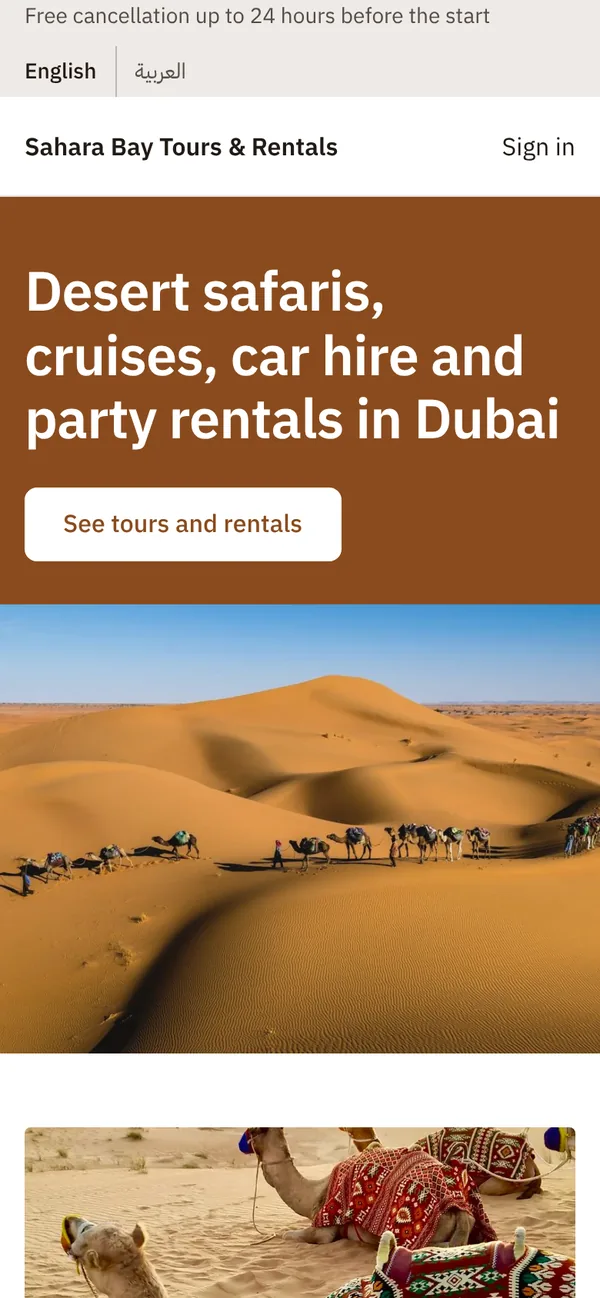 Free cancellation up to 24 hours before the start
English
العربية
Sahara Bay Tours & Rentals
Sign in
Desert safaris,
cruises, car hire and
party rentals in Dubai
See tours and rentals